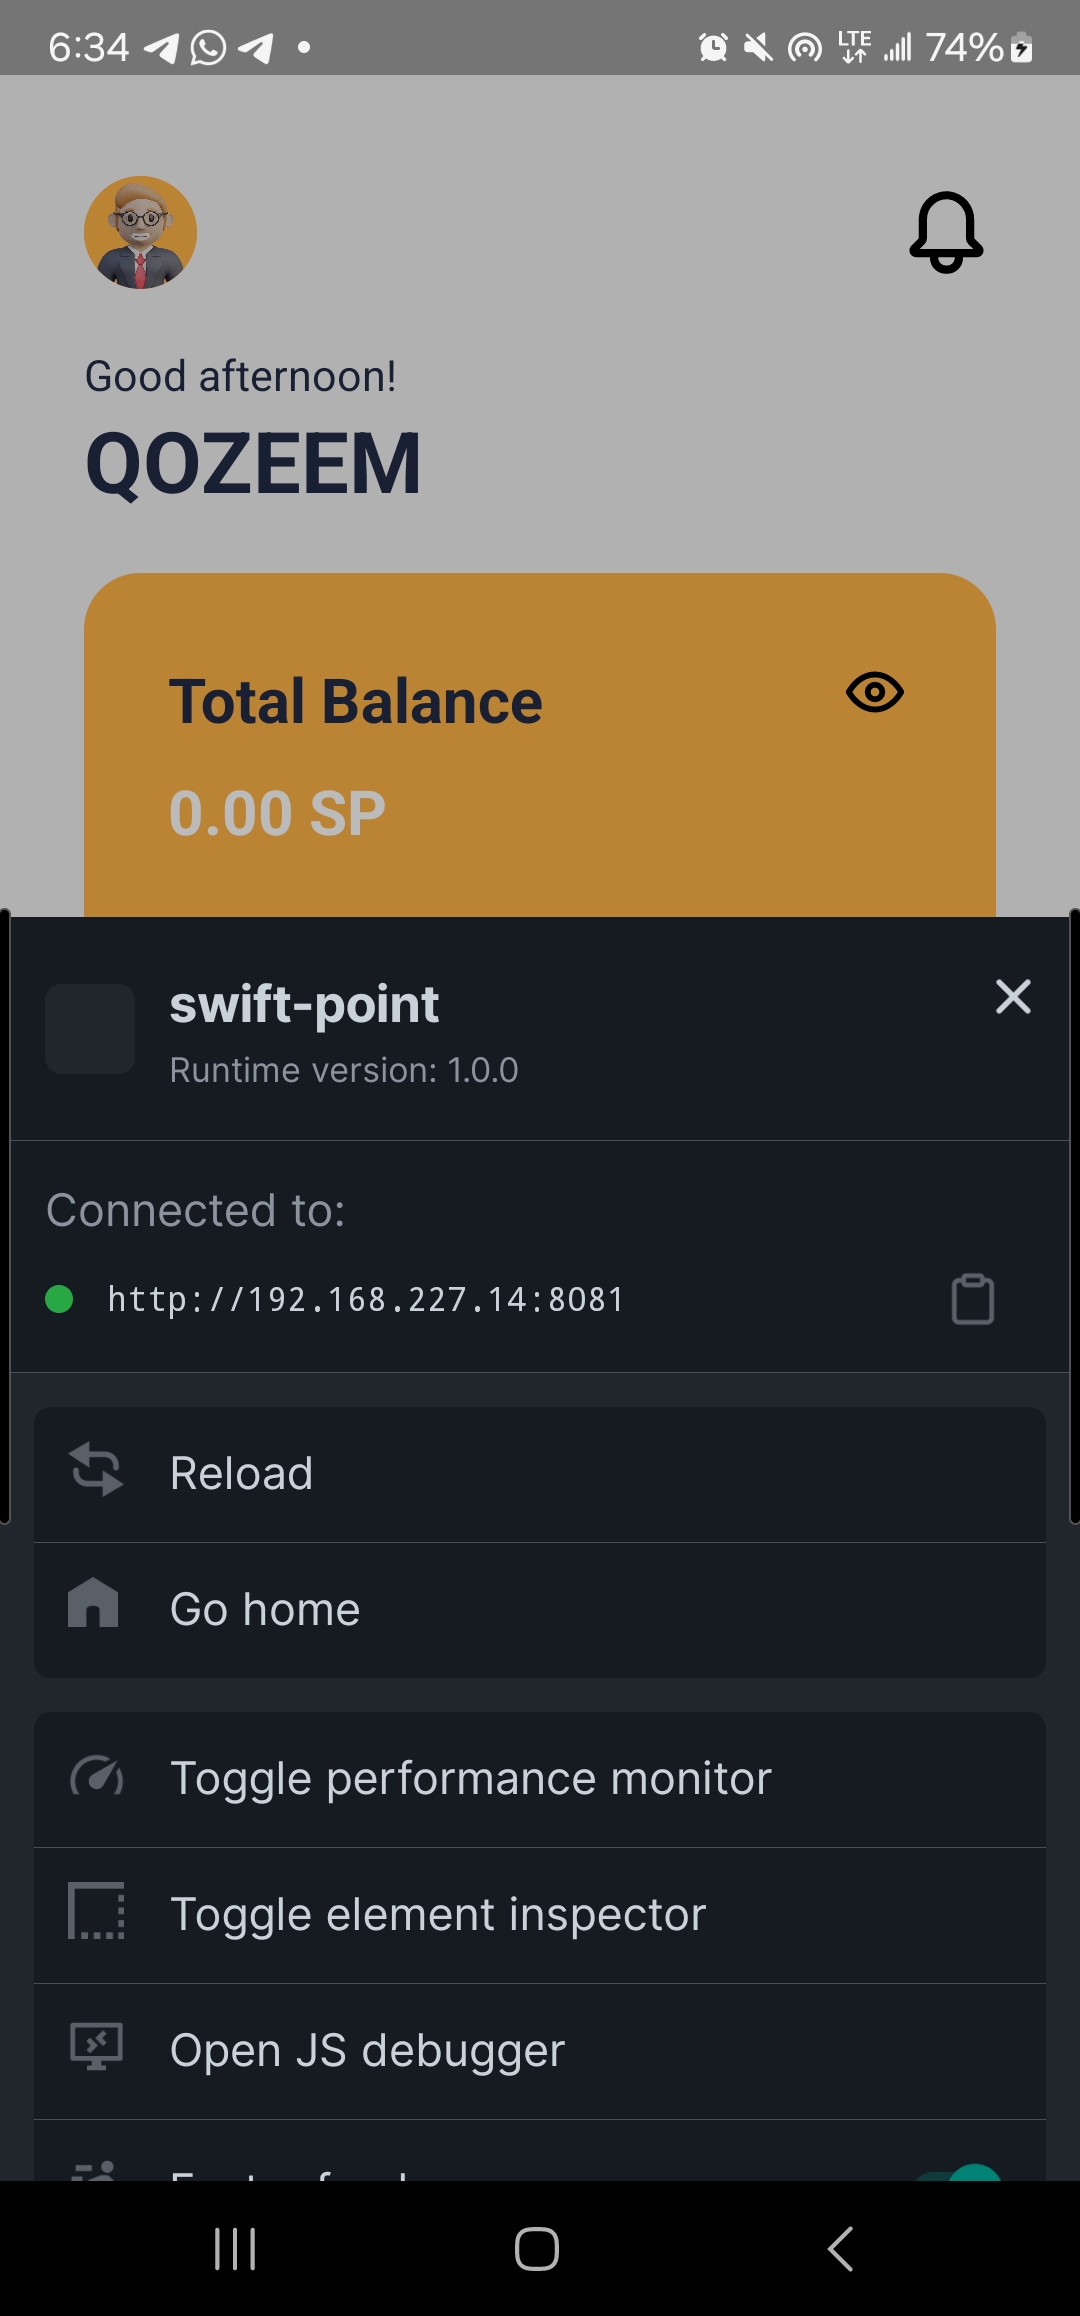 6:34
LTE
74%
Good afternoon!
QOZEEM
Total Balance
0.00 SP
swift-point
Runtime version: 1.0.0
Connected to:
http://192.168.227.14:8081
Reload
Go home
Toggle performance monitor
Toggle element inspector
Open JS debugger